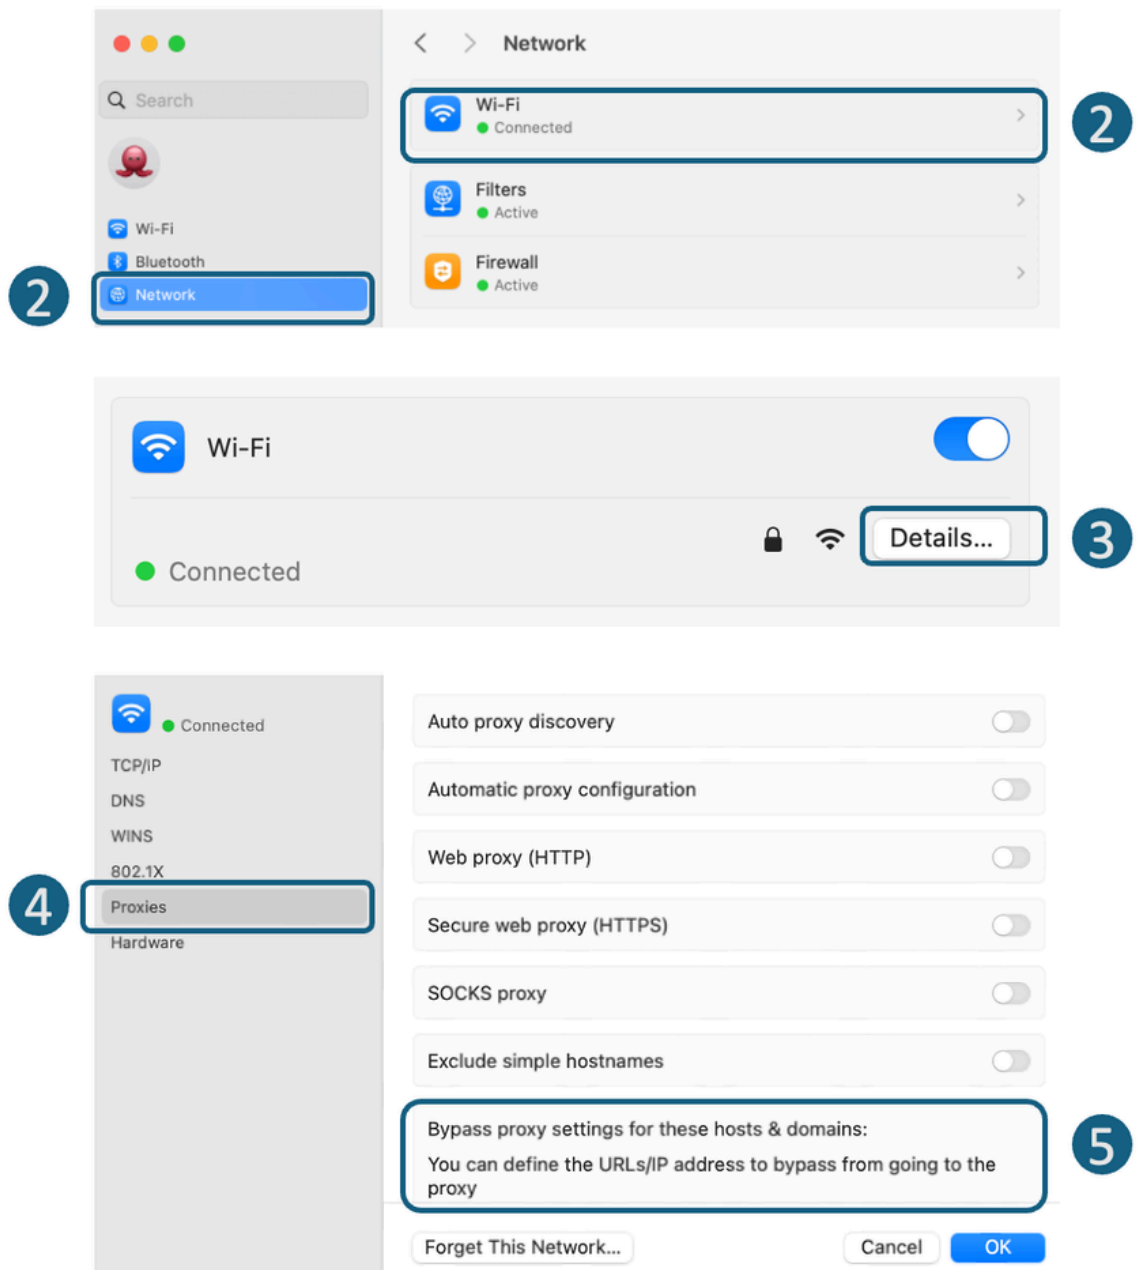 Network
Search
Wi-Fi
Connected
2
Filters
Active
Wi-Fi
Bluetooth
Firewall
Active
2
Network
Wi-Fi
Details...
3
Connected
Connected
TCP/IP
DNS
WINS
802.1X
4
Proxies
Hardware
Auto proxy discovery
Automatic proxy configuration
Web proxy (HTTP)
Secure web proxy (HTTPS)
SOCKS proxy
Exclude simple hostnames
Bypass proxy settings for these hosts & domains:
You can define the URLs/IP address to bypass from going to the
proxy
5
Forget This Network...
Cancel
OK